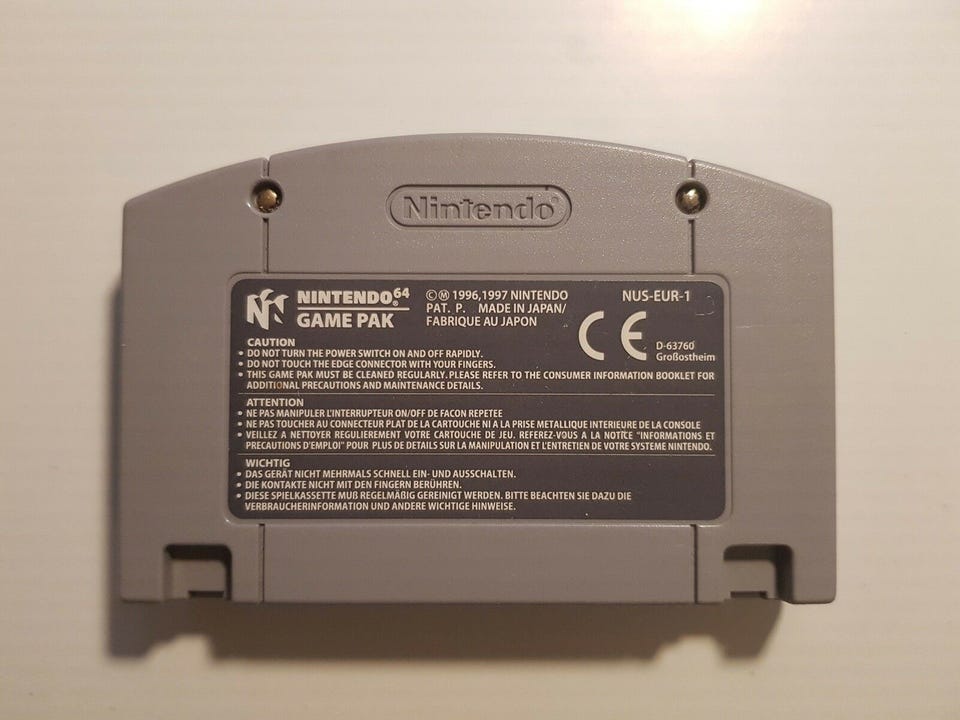 Nintendo®
NINTENDO®64
GAME PAK
©Ⓜ 1996,1997 NINTENDO
PAT. P. MADE IN JAPAN/
FABRIQUE AU JAPON
NUS-EUR-1
CE
D-63760
Großostheim
CAUTION
• DO NOT TURN THE POWER SWITCH ON AND OFF RAPIDLY.
• DO NOT TOUCH THE EDGE CONNECTOR WITH YOUR FINGERS.
• THIS GAME PAK MUST BE CLEANED REGULARLY. PLEASE REFER TO THE CONSUMER INFORMATION BOOKLET FOR
ADDITIONAL PRECAUTIONS AND MAINTENANCE DETAILS.
ATTENTION
• NE PAS MANIPULER L'INTERRUPTEUR ON/OFF DE FACON REPETEE
• NE PAS TOUCHER AU CONNECTEUR PLAT DE LA CARTOUCHE NI A LA PRISE METALLIQUE INTERIEURE DE LA CONSOLE
• VEILLEZ A NETTOYER REGULIEREMENT VOTRE CARTOUCHE DE JEU. REFEREZ-VOUS A LA NOTICE "INFORMATIONS ET
PRECAUTIONS D'EMPLOI" POUR PLUS DE DETAILS SUR LA MANIPULATION ET L'ENTRETIEN DE VOTRE SYSTEME NINTENDO.
WICHTIG
• DAS GERÄT NICHT MEHRMALS SCHNELL EIN- UND AUSSCHALTEN.
• DIE KONTAKTE NICHT MIT DEN FINGERN BERÜHREN.
• DIESE SPIELKASSETTE MUß REGELMÄßIG GEREINIGT WERDEN. BITTE BEACHTEN SIE DAZU DIE
VERBRAUCHERINFORMATION UND ANDERE WICHTIGE HINWEISE.